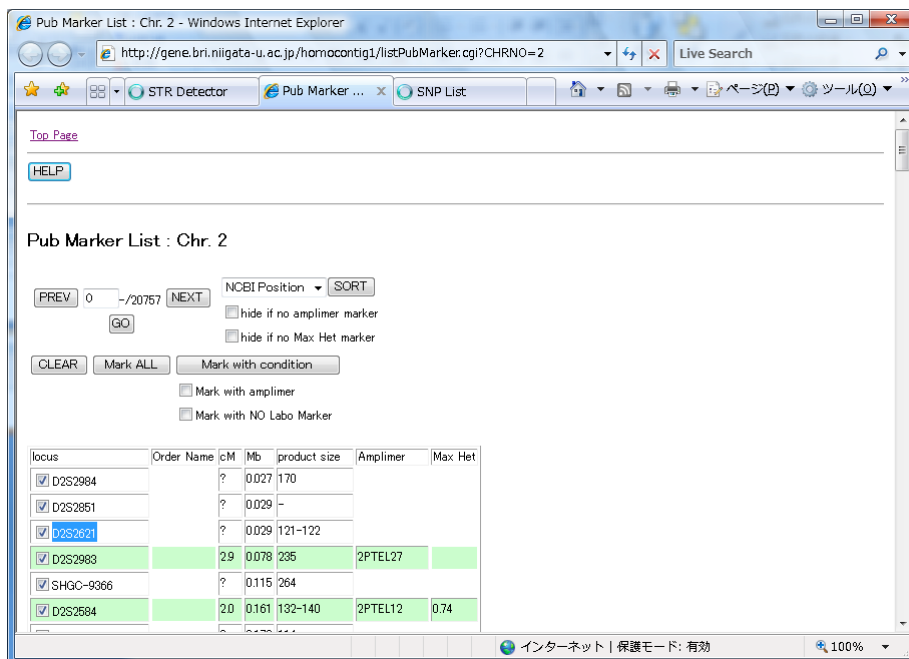 Pub Marker List : Chr. 2 - Windows Internet Explorer
http://gene.bri.niigata-u.ac.jp/homocontig1/listPubMarker.cgi?CHRNO=2
Live Search
STR Detector
Pub Marker ...
SNP List
ページ(P)
ツール(O)
Top Page
HELP
Pub Marker List : Chr. 2
PREV 0 -/20757 NEXT NCBI Position SORT
GO
hide if no amplimer marker
hide if no Max Het marker
CLEAR Mark ALL Mark with condition
Mark with amplimer
Mark with NO Labo Marker
locus Order Name cM Mb product size Amplimer Max Het
D2S2984 ? 0.027 170
D2S2851 ? 0.029 -
D2S2621 ? 0.029 121-122
D2S2983 2.9 0.078 235 2PTEL27
SHGC-9366 ? 0.115 264
D2S2584 2.0 0.161 132-140 2PTEL12 0.74
インターネット | 保護モード: 有効
100%